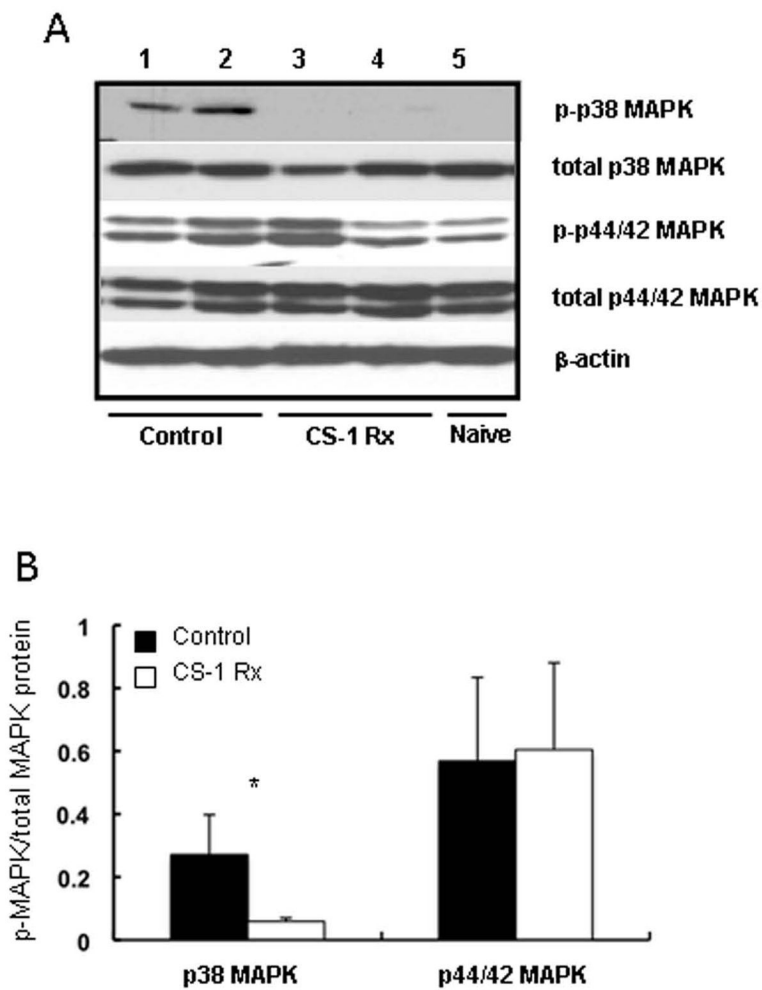 A
1 2 3 4 5
p-p38 MAPK
total p38 MAPK
p-p44/42 MAPK
total p44/42 MAPK
β-actin
Control CS-1 Rx Naive
B
p-MAPK/total MAPK protein
1
0.8
0.6
0.4
0.2
0
Control
CS-1 Rx
*
p38 MAPK p44/42 MAPK